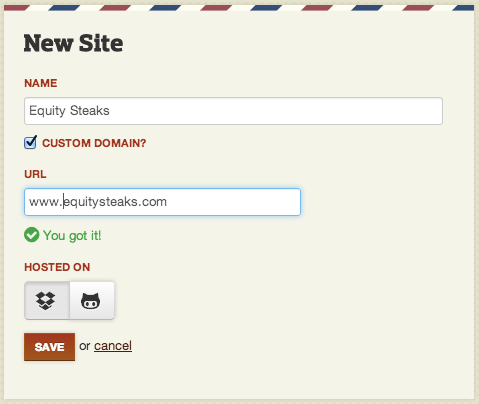 New Site
NAME
Equity Steaks
CUSTOM DOMAIN?
URL
www.equitysteaks.com
You got it!
HOSTED ON
SAVE or cancel